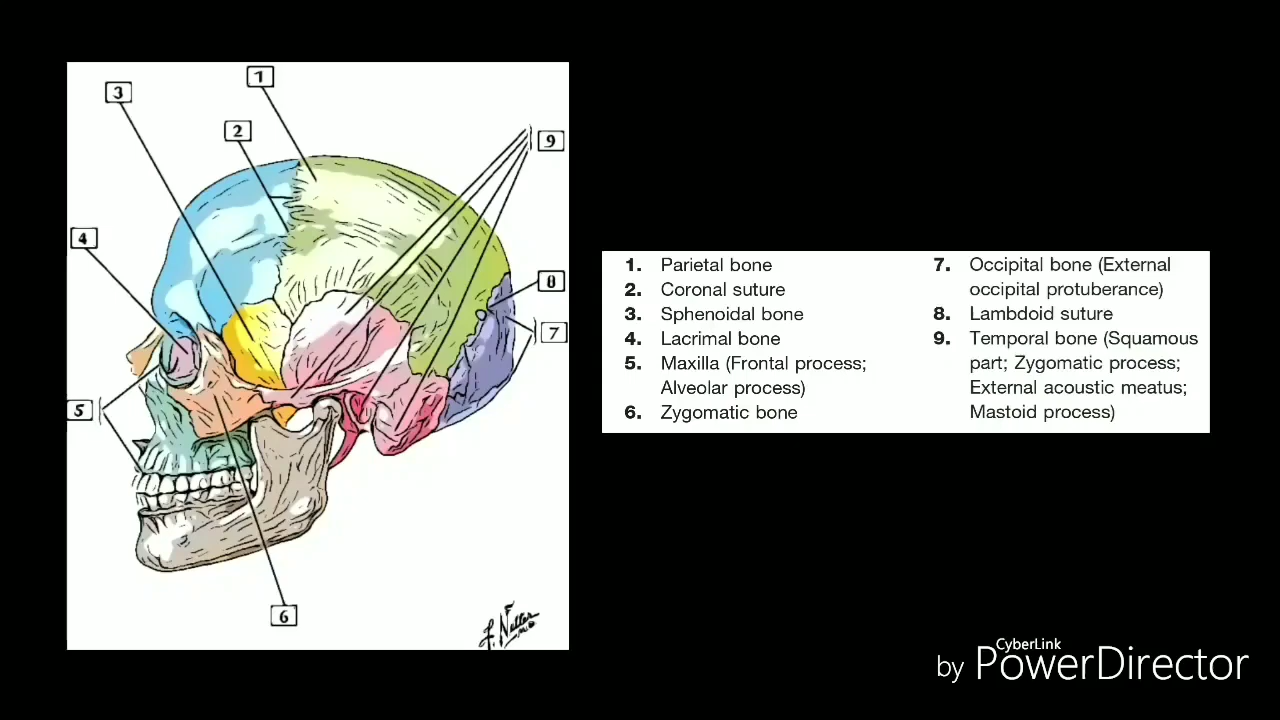 1
3
2
9
4
8
7
5
6
F. Netter
M.D.
1. Parietal bone
2. Coronal suture
3. Sphenoidal bone
4. Lacrimal bone
5. Maxilla (Frontal process;
Alveolar process)
6. Zygomatic bone
7. Occipital bone (External
occipital protuberance)
8. Lambdoid suture
9. Temporal bone (Squamous
part; Zygomatic process;
External acoustic meatus;
Mastoid process)
CyberLink
by PowerDirector